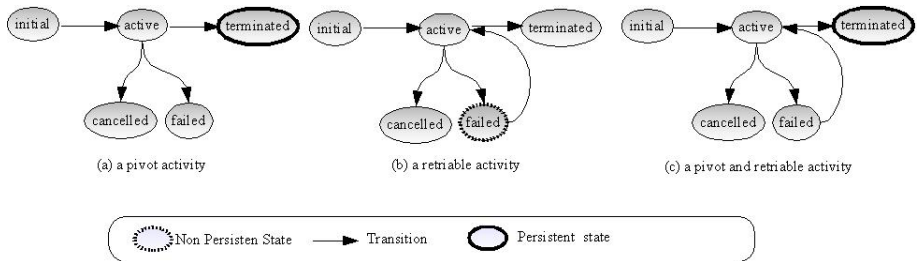 initial active terminated
cancelled failed
(a) a pivot activity
initial active terminated
cancelled failed
(b) a retriable activity
initial active terminated
cancelled failed
(c) a pivot and retriable activity
Non Persisten State Transition Persistent state